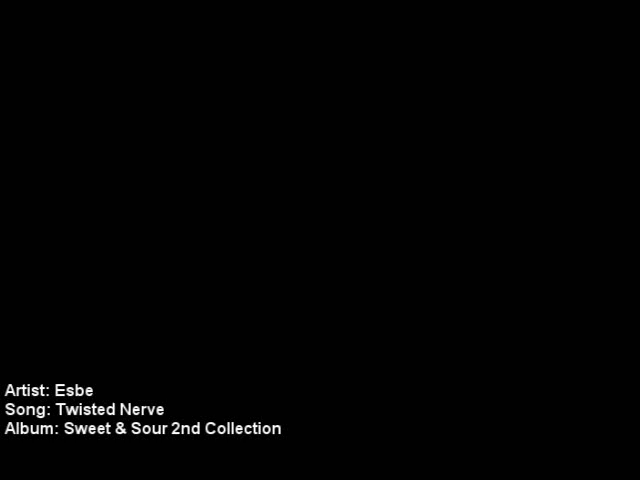 Artist: Esbe
Song: Twisted Nerve
Album: Sweet & Sour 2nd Collection